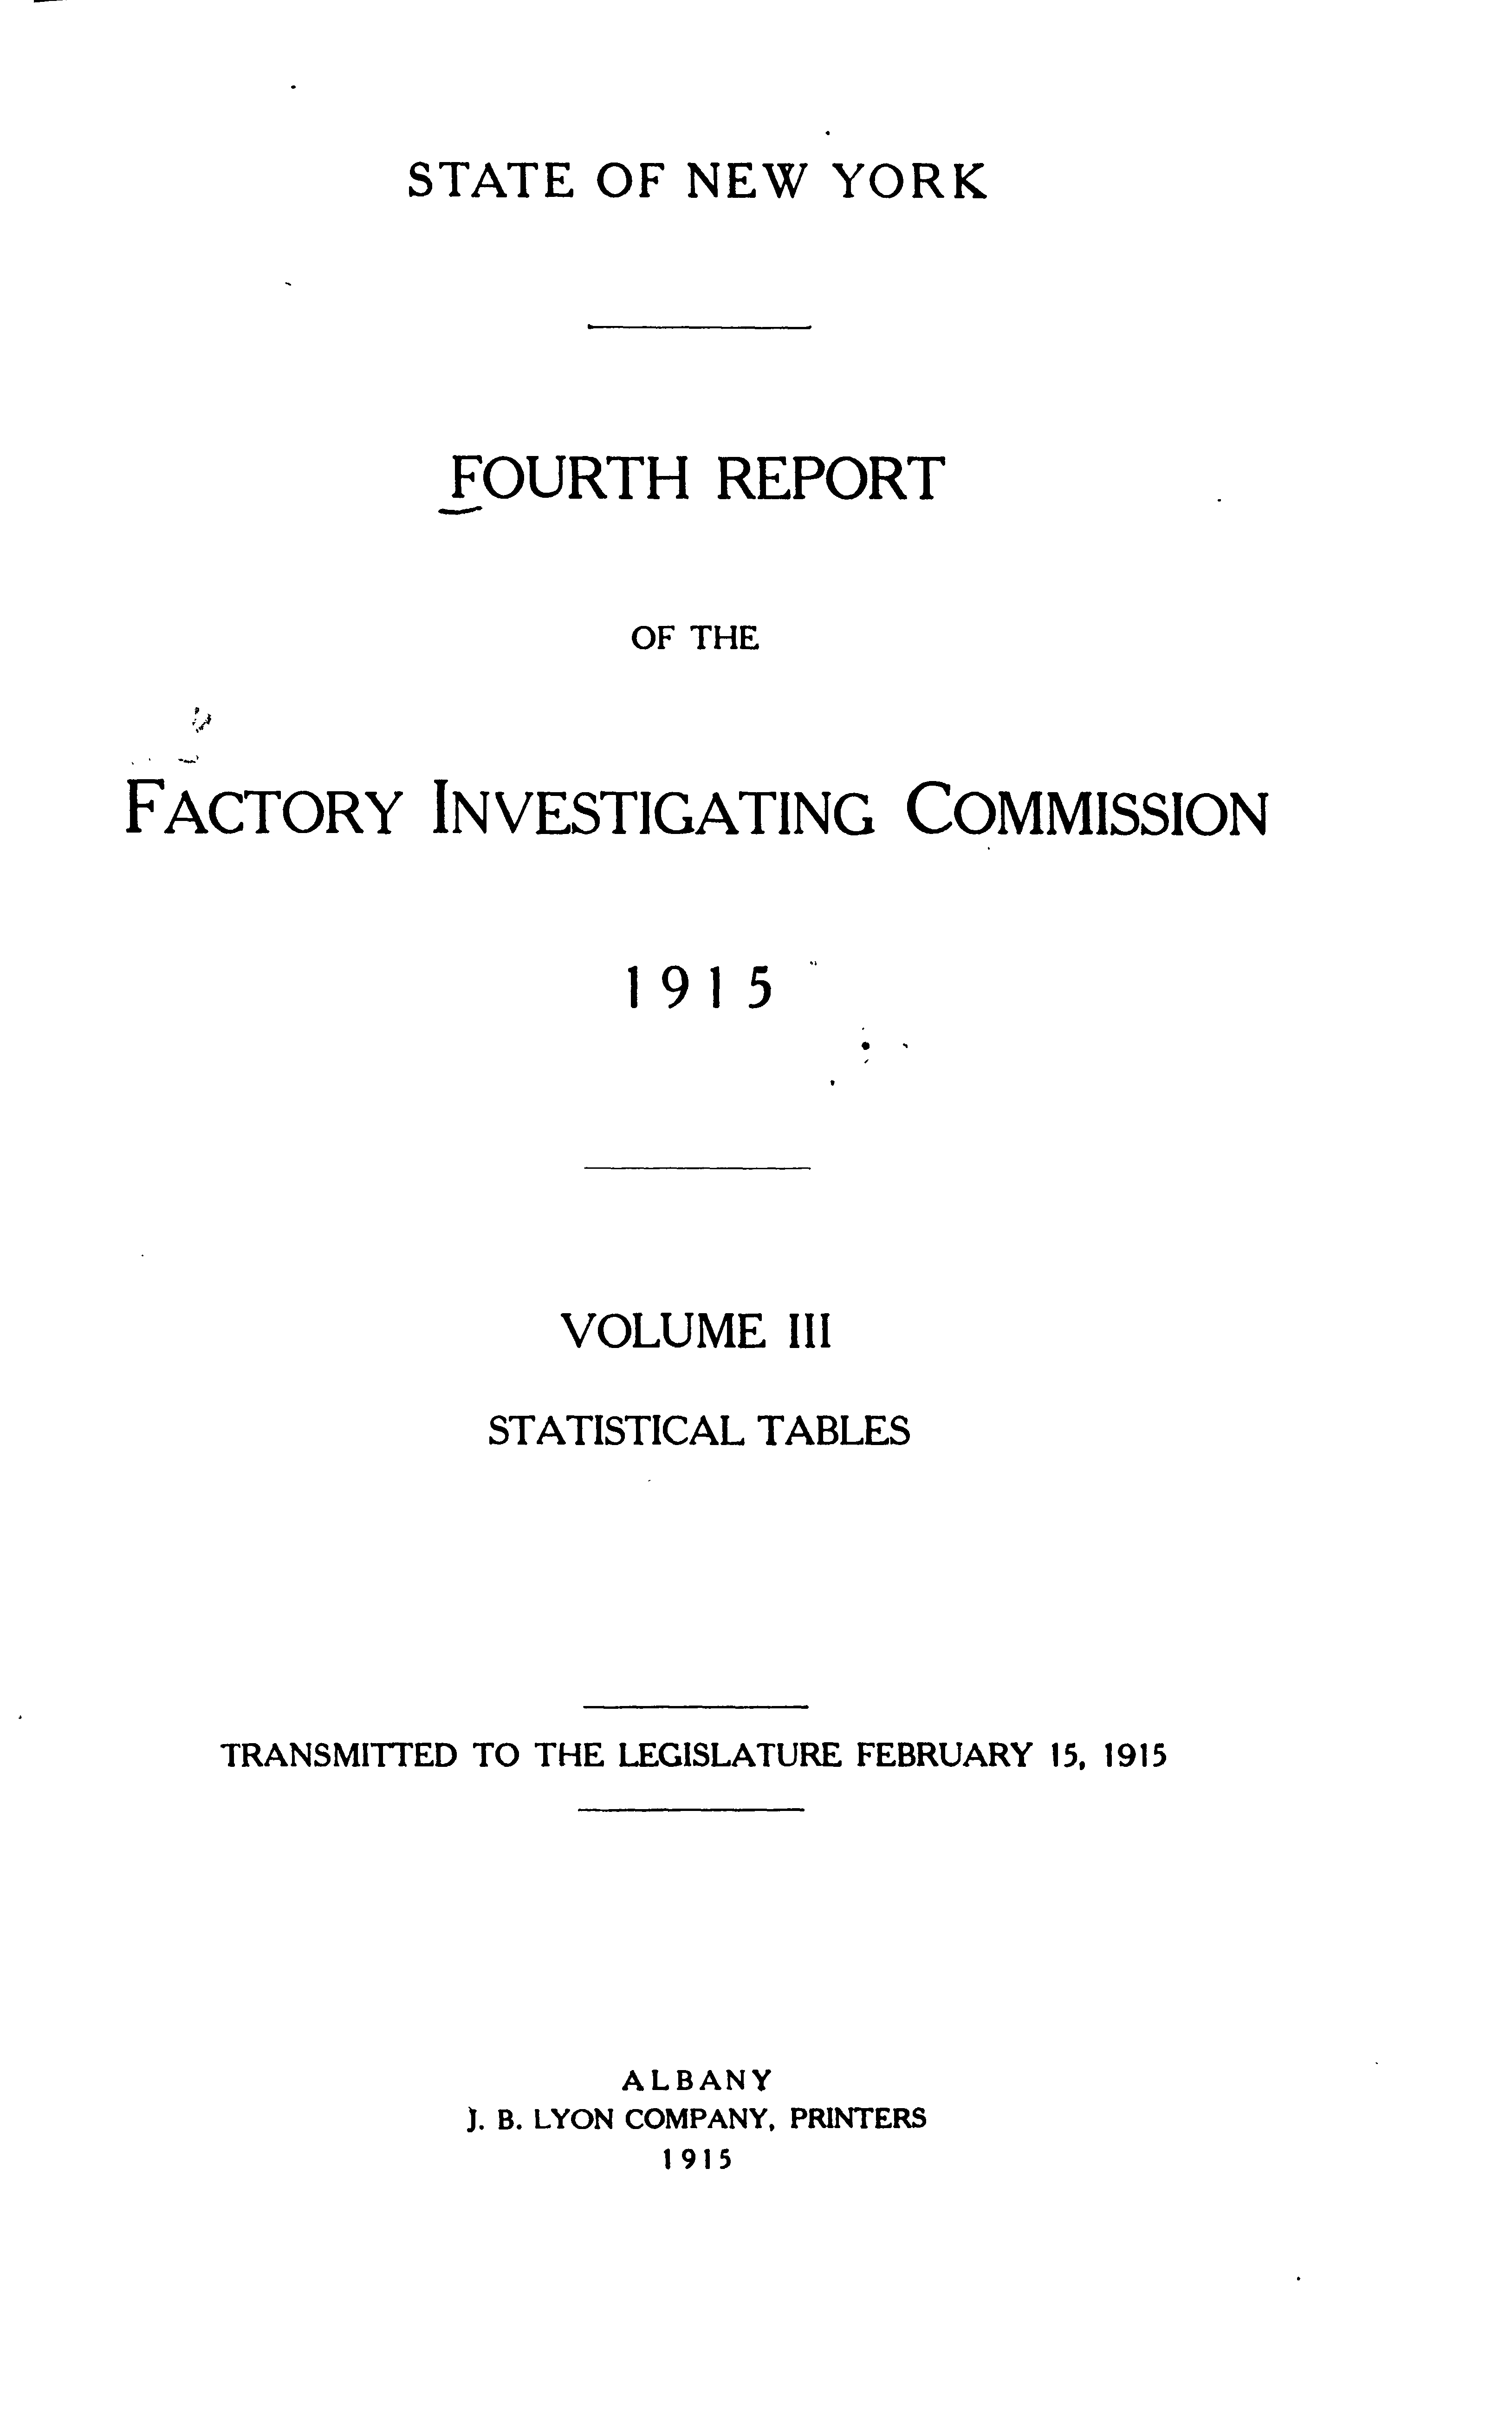 STATE OF NEW YORK
FOURTH REPORT
OF THE
FACTORY INVESTIGATING COMMISSION
1915
VOLUME III
STATISTICAL TABLES
TRANSMITTED TO THE LEGISLATURE FEBRUARY 15, 1915
ALBANY
J. B. LYON COMPANY, PRINTERS
1915